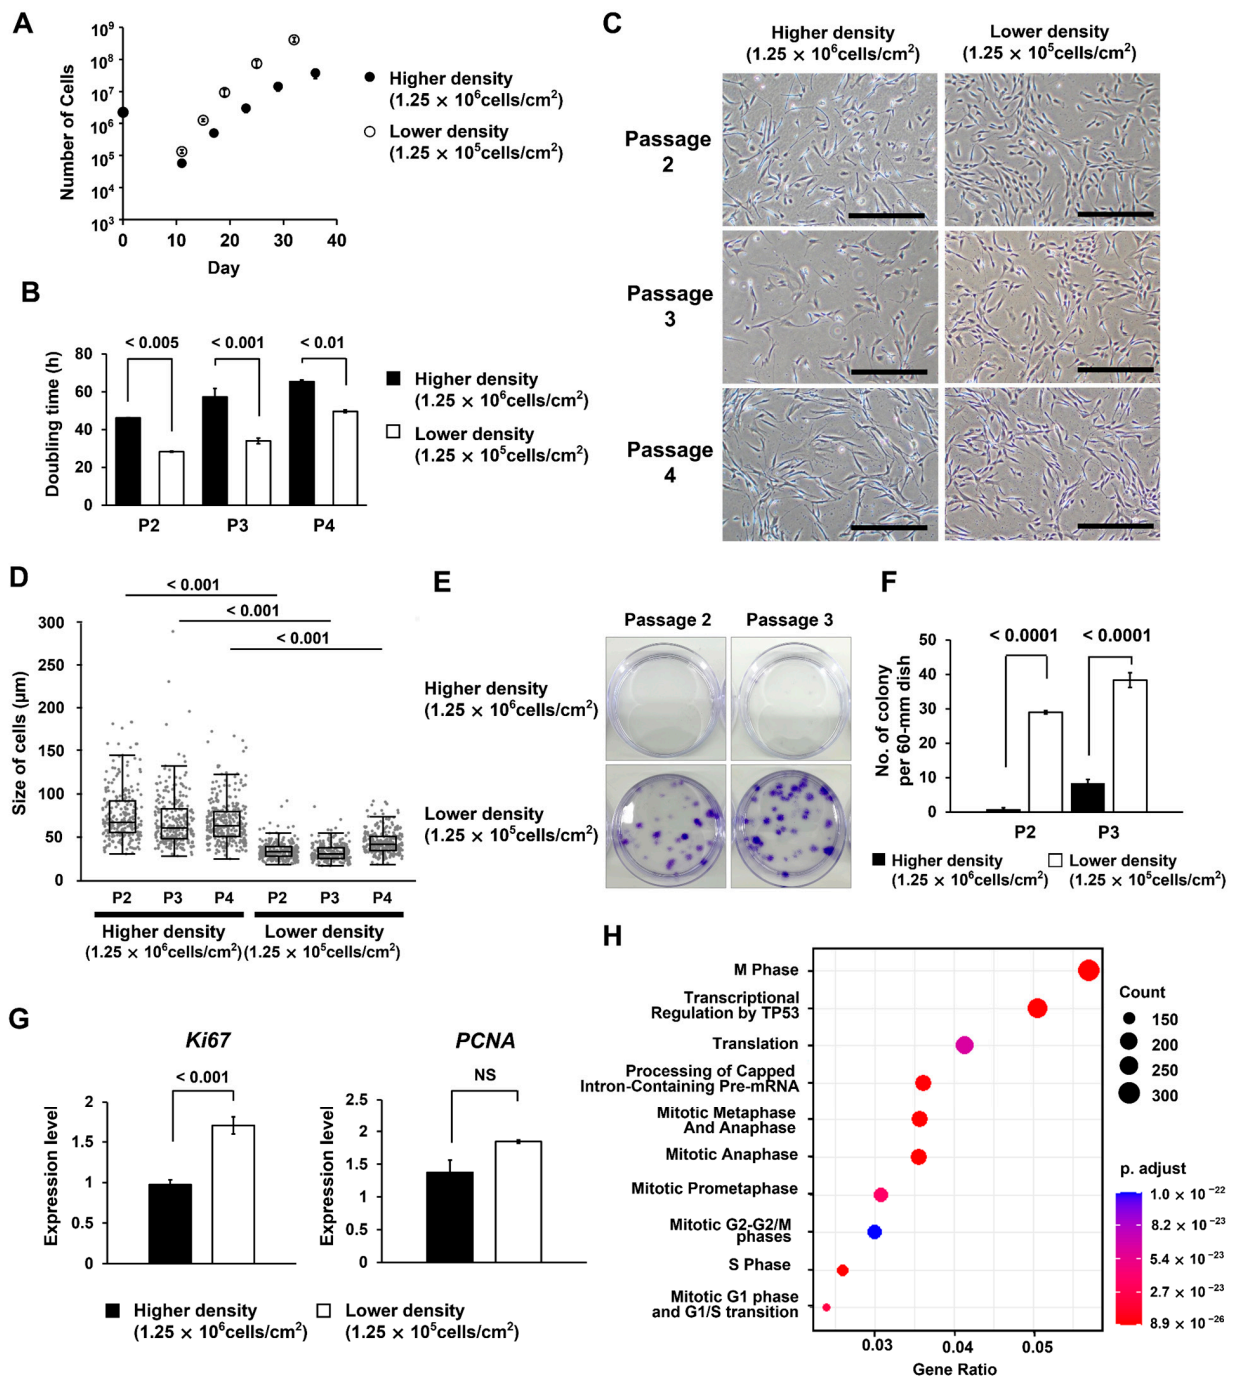 A
Number of Cells
10⁹
10⁸
10⁷
10⁶
10⁵
10⁴
10³
0
10
20
30
40
Day
Higher density
(1.25 × 10⁶cells/cm²)
Lower density
(1.25 × 10⁵cells/cm²)
B
Doubling time (h)
80
60
40
20
0
< 0.005
< 0.001
< 0.01
P2
P3
P4
Higher density
(1.25 × 10⁶cells/cm²)
Lower density
(1.25 × 10⁵cells/cm²)
C
Higher density
(1.25 × 10⁶cells/cm²)
Lower density
(1.25 × 10⁵cells/cm²)
Passage
2
Passage
3
Passage
4
D
< 0.001
< 0.001
< 0.001
Size of cells (μm)
300
250
200
150
100
50
0
P2
P3
P4
P2
P3
P4
Higher density
(1.25 × 10⁶cells/cm²)
Lower density
(1.25 × 10⁵cells/cm²)
E
Passage 2
Passage 3
Higher density
(1.25 × 10⁶cells/cm²)
Lower density
(1.25 × 10⁵cells/cm²)
F
No. of colony
per 60-mm dish
50
40
30
20
10
0
< 0.0001
< 0.0001
P2
P3
Higher density
(1.25 × 10⁶cells/cm²)
Lower density
(1.25 × 10⁵cells/cm²)
G
Ki67
< 0.001
Expression level
2
1.5
1
0.5
0
PCNA
NS
Expression level
2.5
2
1.5
1
0.5
0
Higher density
(1.25 × 10⁶cells/cm²)
Lower density
(1.25 × 10⁵cells/cm²)
H
M Phase
Transcriptional
Regulation by TP53
Translation
Processing of Capped
Intron-Containing Pre-mRNA
Mitotic Metaphase
And Anaphase
Mitotic Anaphase
Mitotic Prometaphase
Mitotic G2-G2/M
phases
S Phase
Mitotic G1 phase
and G1/S transition
0.03
0.04
0.05
Gene Ratio
Count
150
200
250
300
p. adjust
1.0 × 10⁻²²
8.2 × 10⁻²³
5.4 × 10⁻²³
2.7 × 10⁻²³
8.9 × 10⁻²⁶